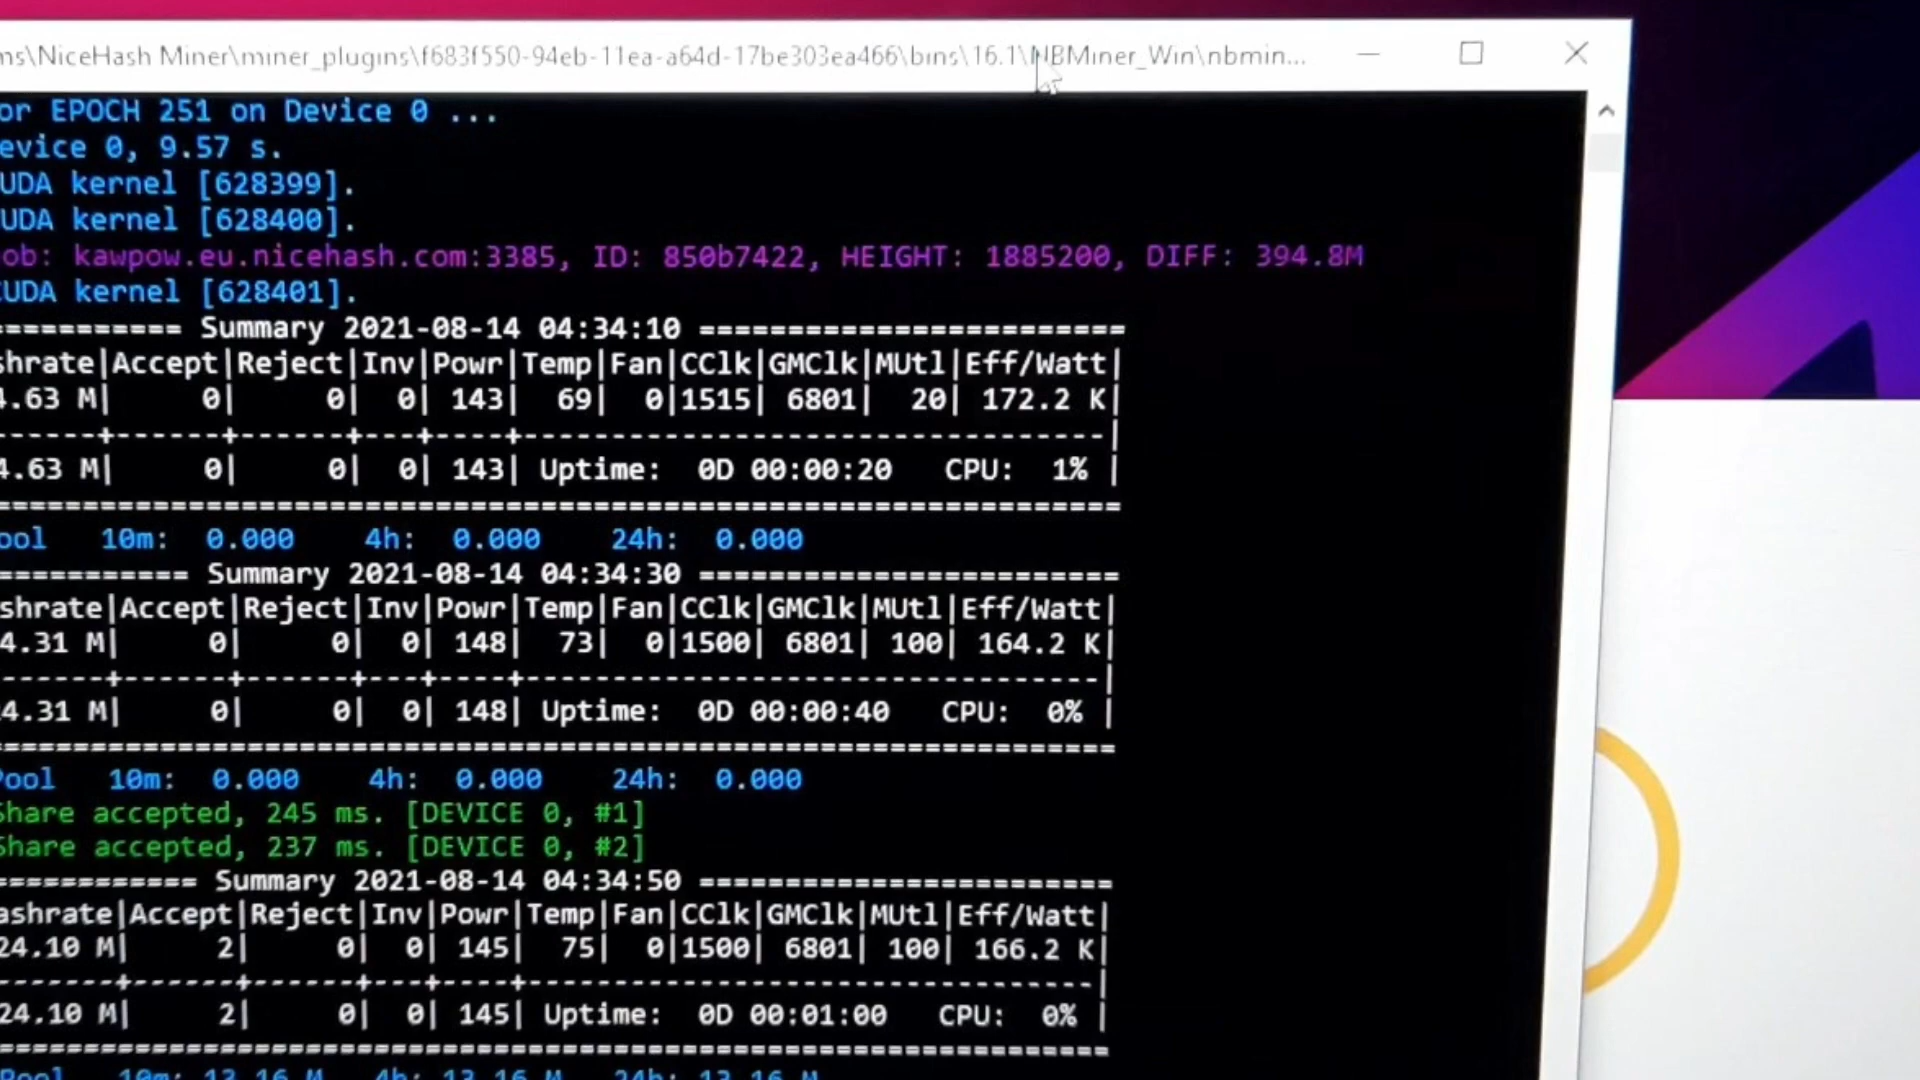 ms\NiceHash Miner\miner_plugins\f683f550-94eb-11ea-a64d-17be303ea466\bins\16.1\NBMiner_Win\nbmin...
or EPOCH 251 on Device 0 ...
evice 0, 9.57 s.
UDA kernel [628399].
UDA kernel [628400].
ob: kawpow.eu.nicehash.com:3385, ID: 850b7422, HEIGHT: 1885200, DIFF: 394.8M
CUDA kernel [628401].
=========== Summary 2021-08-14 04:34:10 ========================
shrate|Accept|Reject|Inv|Powr|Temp|Fan|CClk|GMClk|MUtl|Eff/Watt|
4.63 M| 0| 0| 0| 143| 69| 0|1515| 6801| 20| 172.2 K|
------+------+------+---+----+---------------------------------|
4.63 M| 0| 0| 0| 143| Uptime: 0D 00:00:20 CPU: 1% |
================================================================
ool 10m: 0.000 4h: 0.000 24h: 0.000
=========== Summary 2021-08-14 04:34:30 ========================
shrate|Accept|Reject|Inv|Powr|Temp|Fan|CClk|GMClk|MUtl|Eff/Watt|
4.31 M| 0| 0| 0| 148| 73| 0|1500| 6801| 100| 164.2 K|
------+------+------+---+----+---------------------------------|
4.31 M| 0| 0| 0| 148| Uptime: 0D 00:00:40 CPU: 0% |
================================================================
Pool 10m: 0.000 4h: 0.000 24h: 0.000
Share accepted, 245 ms. [DEVICE 0, #1]
Share accepted, 237 ms. [DEVICE 0, #2]
============ Summary 2021-08-14 04:34:50 ========================
ashrate|Accept|Reject|Inv|Powr|Temp|Fan|CClk|GMClk|MUtl|Eff/Watt|
24.10 M| 2| 0| 0| 145| 75| 0|1500| 6801| 100| 166.2 K|
-------+------+------+---+----+---------------------------------|
24.10 M| 2| 0| 0| 145| Uptime: 0D 00:01:00 CPU: 0% |
=================================================================
Pool 10m: 13.16 M 4h: 13.16 M 24h: 13.16 M